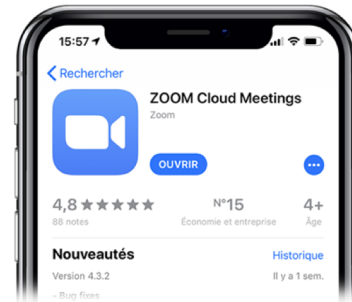 15:57
Rechercher
ZOOM Cloud Meetings
Zoom
OUVRIR
4,8 ★★★★★
88 notes
N°15
Économie et entreprise
4+
Âge
Nouveautés
Historique
Version 4.3.2
Il y a 1 sem.
- Bug fixes